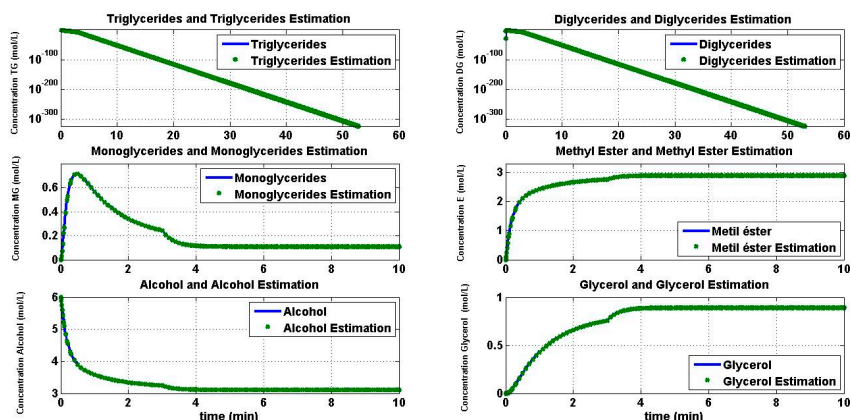 Triglycerides and Triglycerides Estimation
Concentration TG (mol/L)
10^-100
10^-200
10^-300
Triglycerides
Triglycerides Estimation
0 10 20 30 40 50 60
Diglycerides and Diglycerides Estimation
Concentration DG (mol/L)
10^-100
10^-200
10^-300
Diglycerides
Diglycerides Estimation
0 10 20 30 40 50 60
Monoglycerides and Monoglycerides Estimation
Concentration MG (mol/L)
0.6
0.4
0.2
0
Monoglycerides
Monoglycerides Estimation
0 2 4 6 8 10
Methyl Ester and Methyl Ester Estimation
Concentration E (mol/L)
3
2
1
0
Metil éster
Metil éster Estimation
0 2 4 6 8 10
Alcohol and Alcohol Estimation
Concentration Alcohol (mol/L)
6
5
4
3
Alcohol
Alcohol Estimation
0 2 4 6 8 10
time (min)
Glycerol and Glycerol Estimation
Concentration Glycerol (mol/L)
1
0.5
0
Glycerol
Glycerol Estimation
0 2 4 6 8 10
time (min)